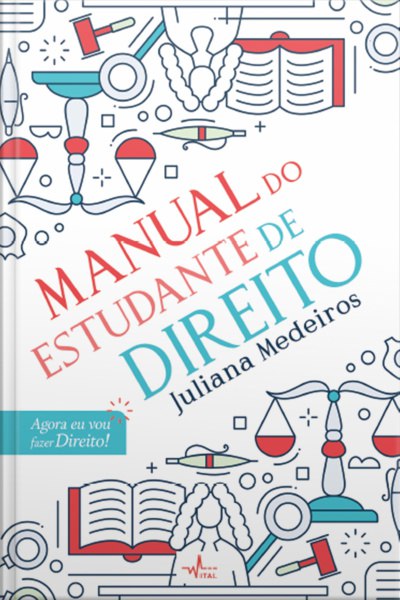 MANUAL DO
ESTUDANTE DE
DIREITO
Juliana Medeiros
Agora eu vou
fazer Direito!
VITAL